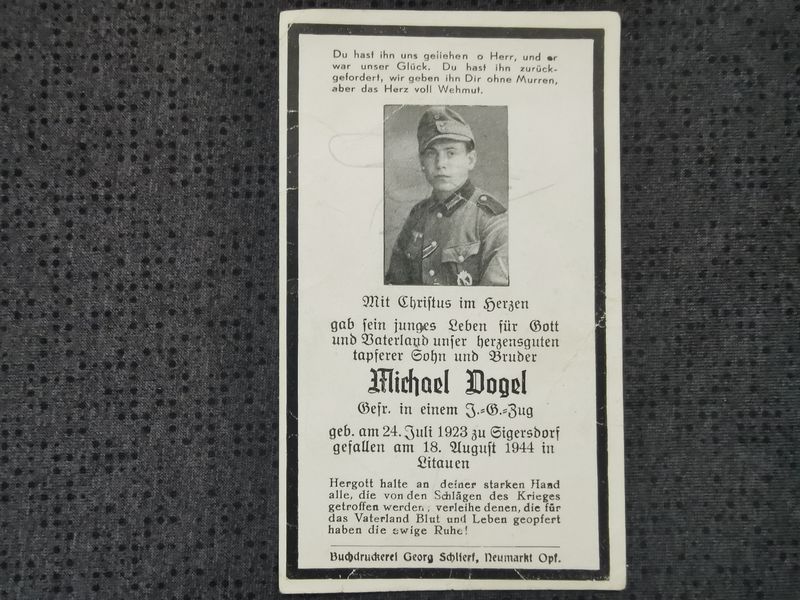 Du hast ihn uns geliehen o Herr, und er
war unser Glück. Du hast ihn zurück-
gefordert, wir geben ihn Dir ohne Murren,
aber das Herz voll Wehmut.
Mit Christus im Herzen
gab sein junges Leben für Gott
und Vaterland unser herzensguten
tapferer Sohn und Bruder
Michael Vogel
Gefr. in einem J.=G.=Zug
geb. am 24. Juli 1923 zu Sigersdorf
gefallen am 18. August 1944 in
Litauen
Hergott halte an deiner starken Hand
alle, die von den Schlägen des Krieges
getroffen werden, verleihe denen, die für
das Vaterland Blut und Leben geopfert
haben die ewige Ruhe!
Buchdruckerei Georg Schlierf, Neumarkt Opf.